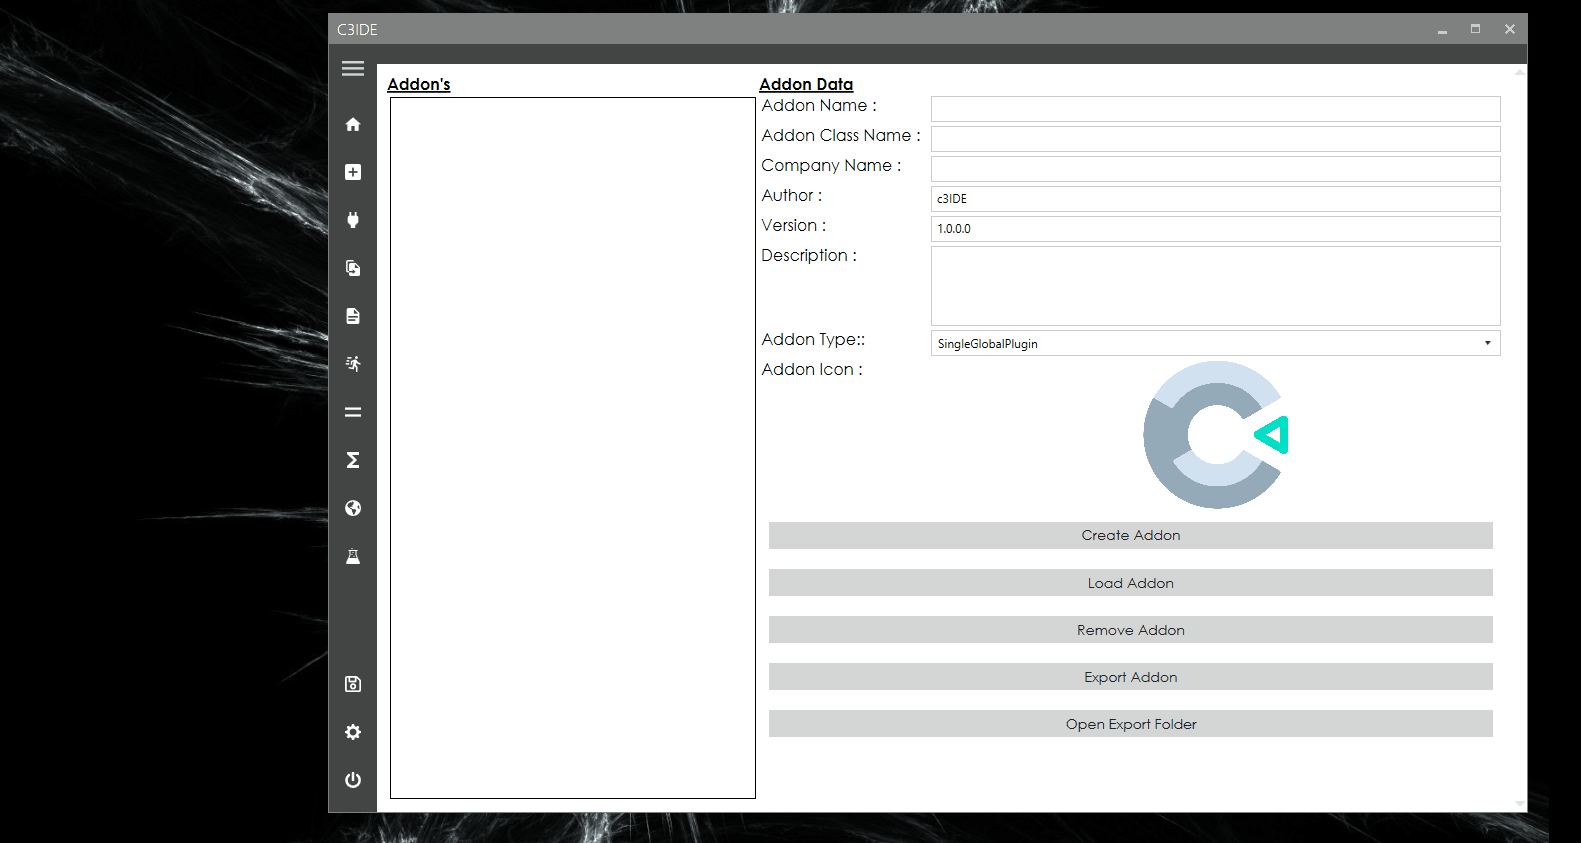 C3IDE
Addon's
Addon Data
Addon Name :
Addon Class Name :
Company Name :
Author :
c3IDE
Version :
1.0.0.0
Description :
Addon Type::
SingleGlobalPlugin
Addon Icon :
Create Addon
Load Addon
Remove Addon
Export Addon
Open Export Folder